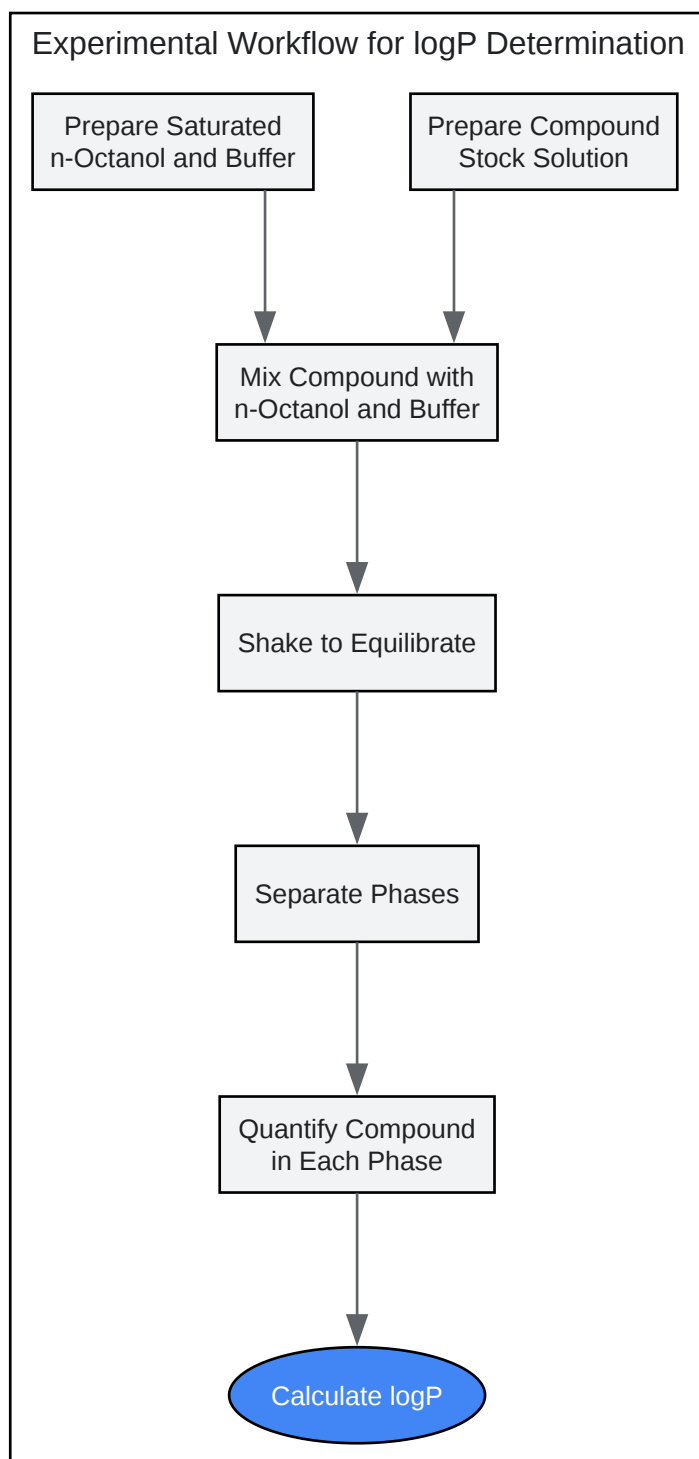 Experimental Workflow for logP Determination
Prepare Saturated
n-Octanol and Buffer
Prepare Compound
Stock Solution
Mix Compound with
n-Octanol and Buffer
Shake to Equilibrate
Separate Phases
Quantify Compound
in Each Phase
Calculate logP